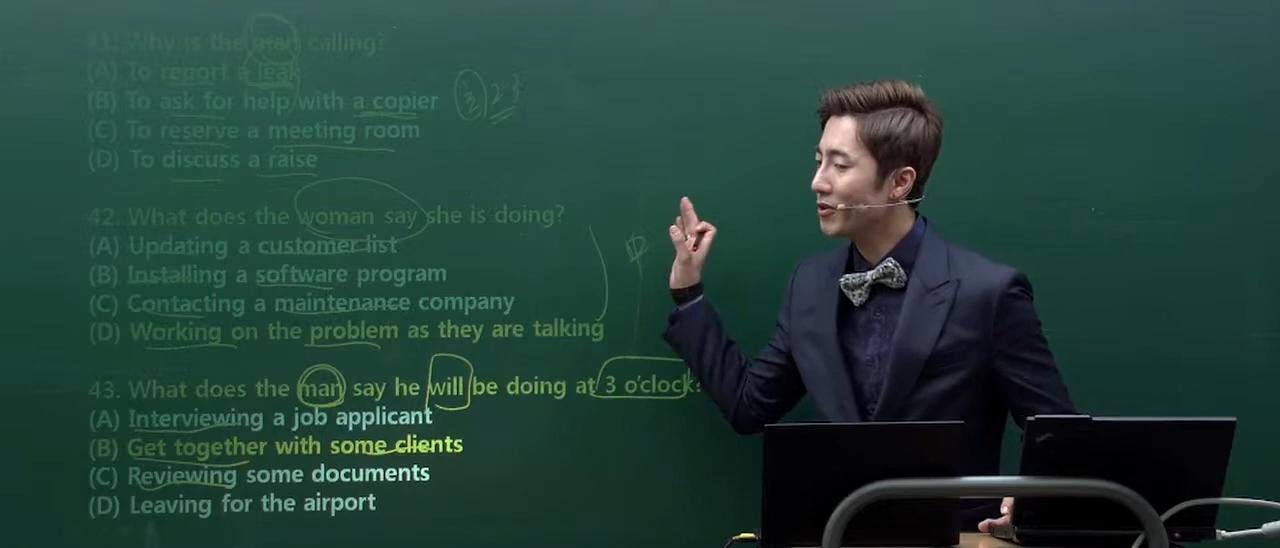 41. Why is the man calling?
(A) To report a leak
(B) To ask for help with a copier
(C) To reserve a meeting room
(D) To discuss a raise
42. What does the woman say she is doing?
(A) Updating a customer list
(B) Installing a software program
(C) Contacting a maintenance company
(D) Working on the problem as they are talking
43. What does the man say he will be doing at 3 o'clock?
(A) Interviewing a job applicant
(B) Get together with some clients
(C) Reviewing some documents
(D) Leaving for the airport